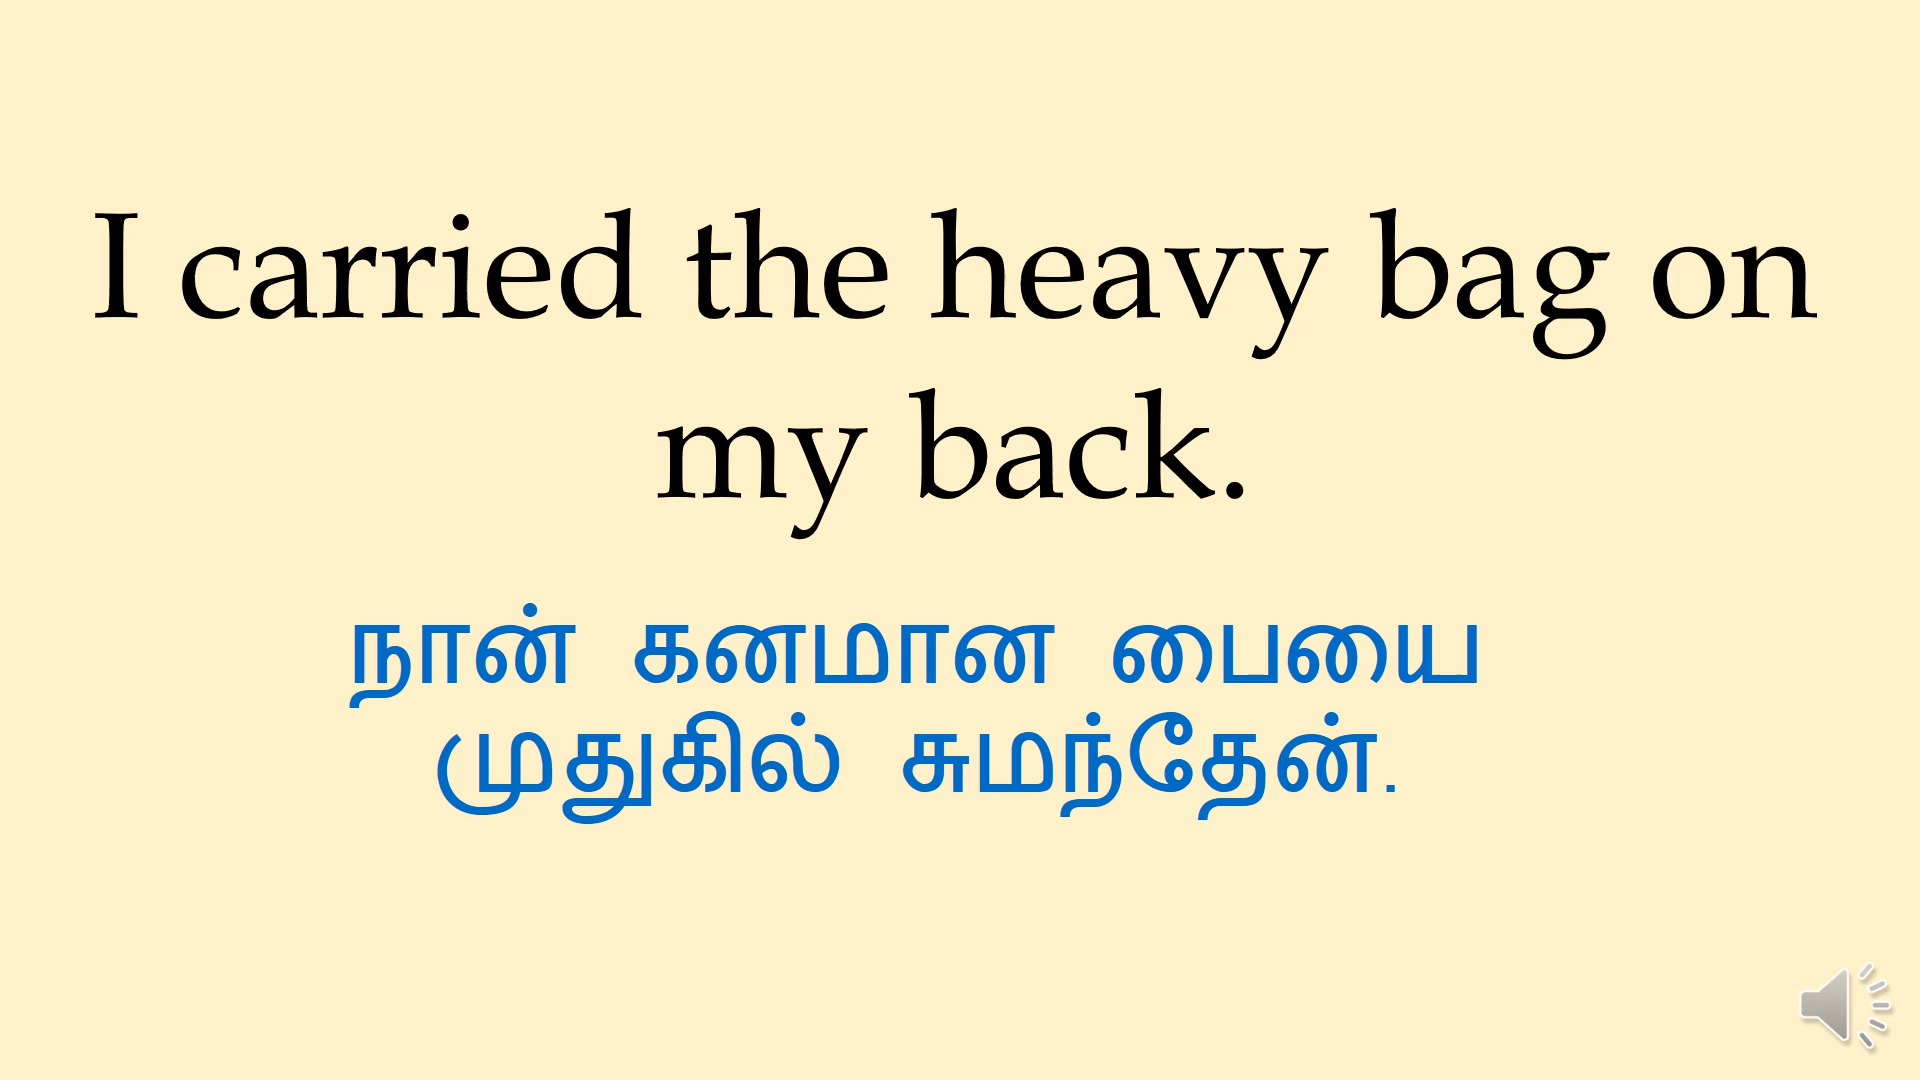 I carried the heavy bag on
my back.
நான் கனமான பையை
முதுகில் சுமந்தேன்.